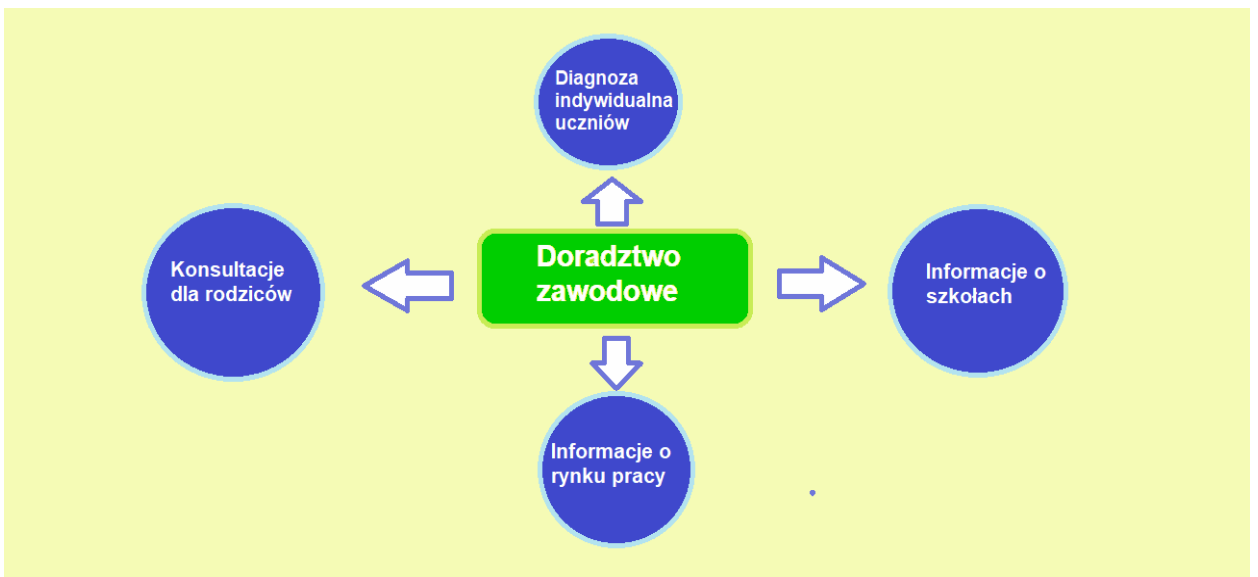 Diagnoza
indywidualna
uczniów
Konsultacje
dla rodziców
Doradztwo
zawodowe
Informacje o
szkołach
Informacje o
rynku pracy